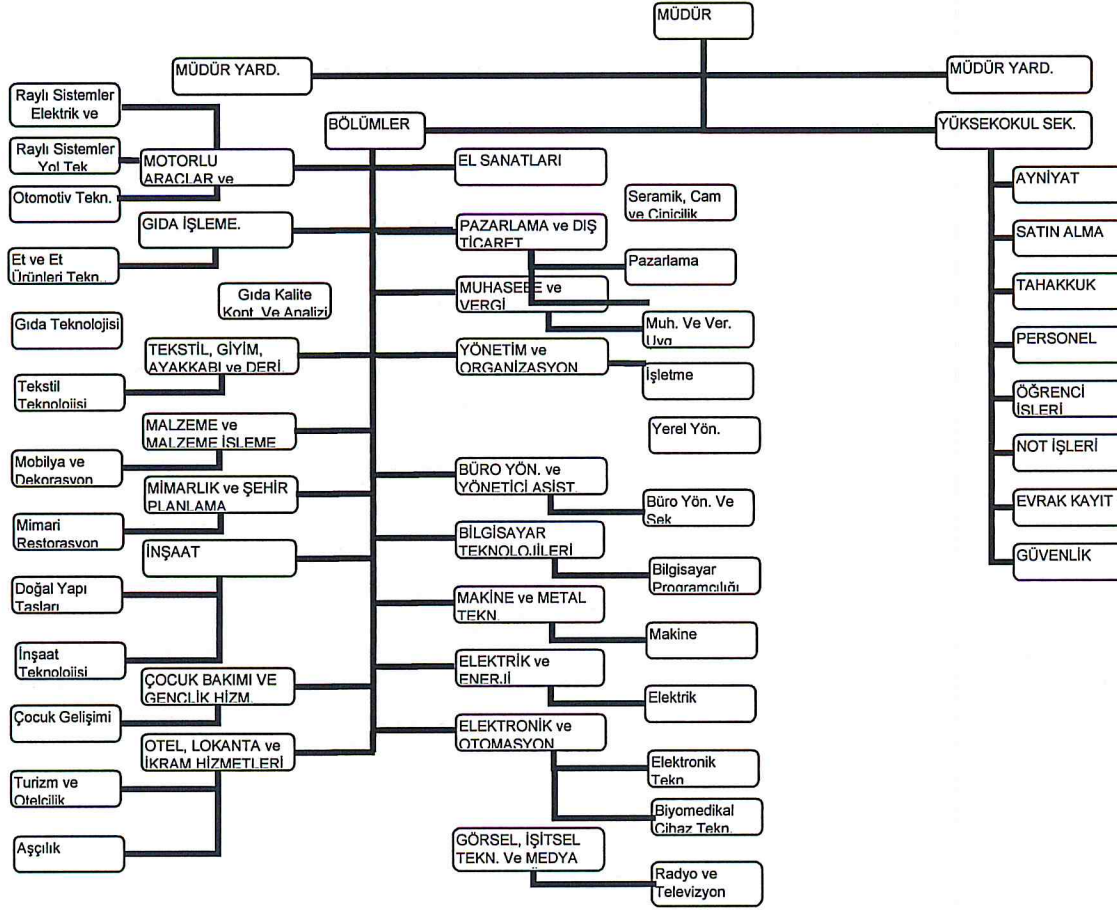 MÜDÜR
MÜDÜR YARD.
MÜDÜR YARD.
BÖLÜMLER
YÜKSEKOKUL SEK.
Raylı Sistemler
Elektrik ve
Raylı Sistemler
Yol Tek
Otomotiv Tekn.
MOTORLU
ARAÇLAR ve
GIDA İŞLEME.
Et ve Et
Ürünleri Tekn..
Gıda Kalite
Kont. Ve Analizi
Gıda Teknolojisi
TEKSTİL, GİYİM,
AYAKKABI ve DERİ.
Tekstil
Teknolojisi
MALZEME ve
MALZEME İŞLEME
Mobilya ve
Dekorasyon
MİMARLIK ve ŞEHİR
PLANLAMA
Mimari
Restorasyon
İNŞAAT
Doğal Yapı
Taşları
İnşaat
Teknolojisi
ÇOCUK BAKIMI VE
GENÇLİK HİZM.
Çocuk Gelişimi
OTEL, LOKANTA ve
İKRAM HİZMETLERİ
Turizm ve
Otelcilik
Aşçılık
EL SANATLARI
Seramik, Cam
ve Çinicilik
PAZARLAMA ve DIŞ
TİCARET
Pazarlama
MUHASEBE ve
VERGİ
Muh. Ve Ver.
Uyg.
YÖNETİM ve
ORGANİZASYON
İşletme
Yerel Yön.
BÜRO YÖN. ve
YÖNETİCİ ASİST.
Büro Yön. Ve
Sek.
BİLGİSAYAR
TEKNOLOJİLERİ
Bilgisayar
Programcılığı
MAKİNE ve METAL
TEKN.
Makine
ELEKTRİK ve
ENERJİ
Elektrik
ELEKTRONİK ve
OTOMASYON
Elektronik
Tekn
Biyomedikal
Cihaz Tekn.
GÖRSEL, İŞİTSEL
TEKN. Ve MEDYA
Radyo ve
Televizyon
AYNİYAT
SATIN ALMA
TAHAKKUK
PERSONEL
ÖĞRENCİ
İŞLERİ
NOT İŞLERİ
EVRAK KAYIT
GÜVENLİK